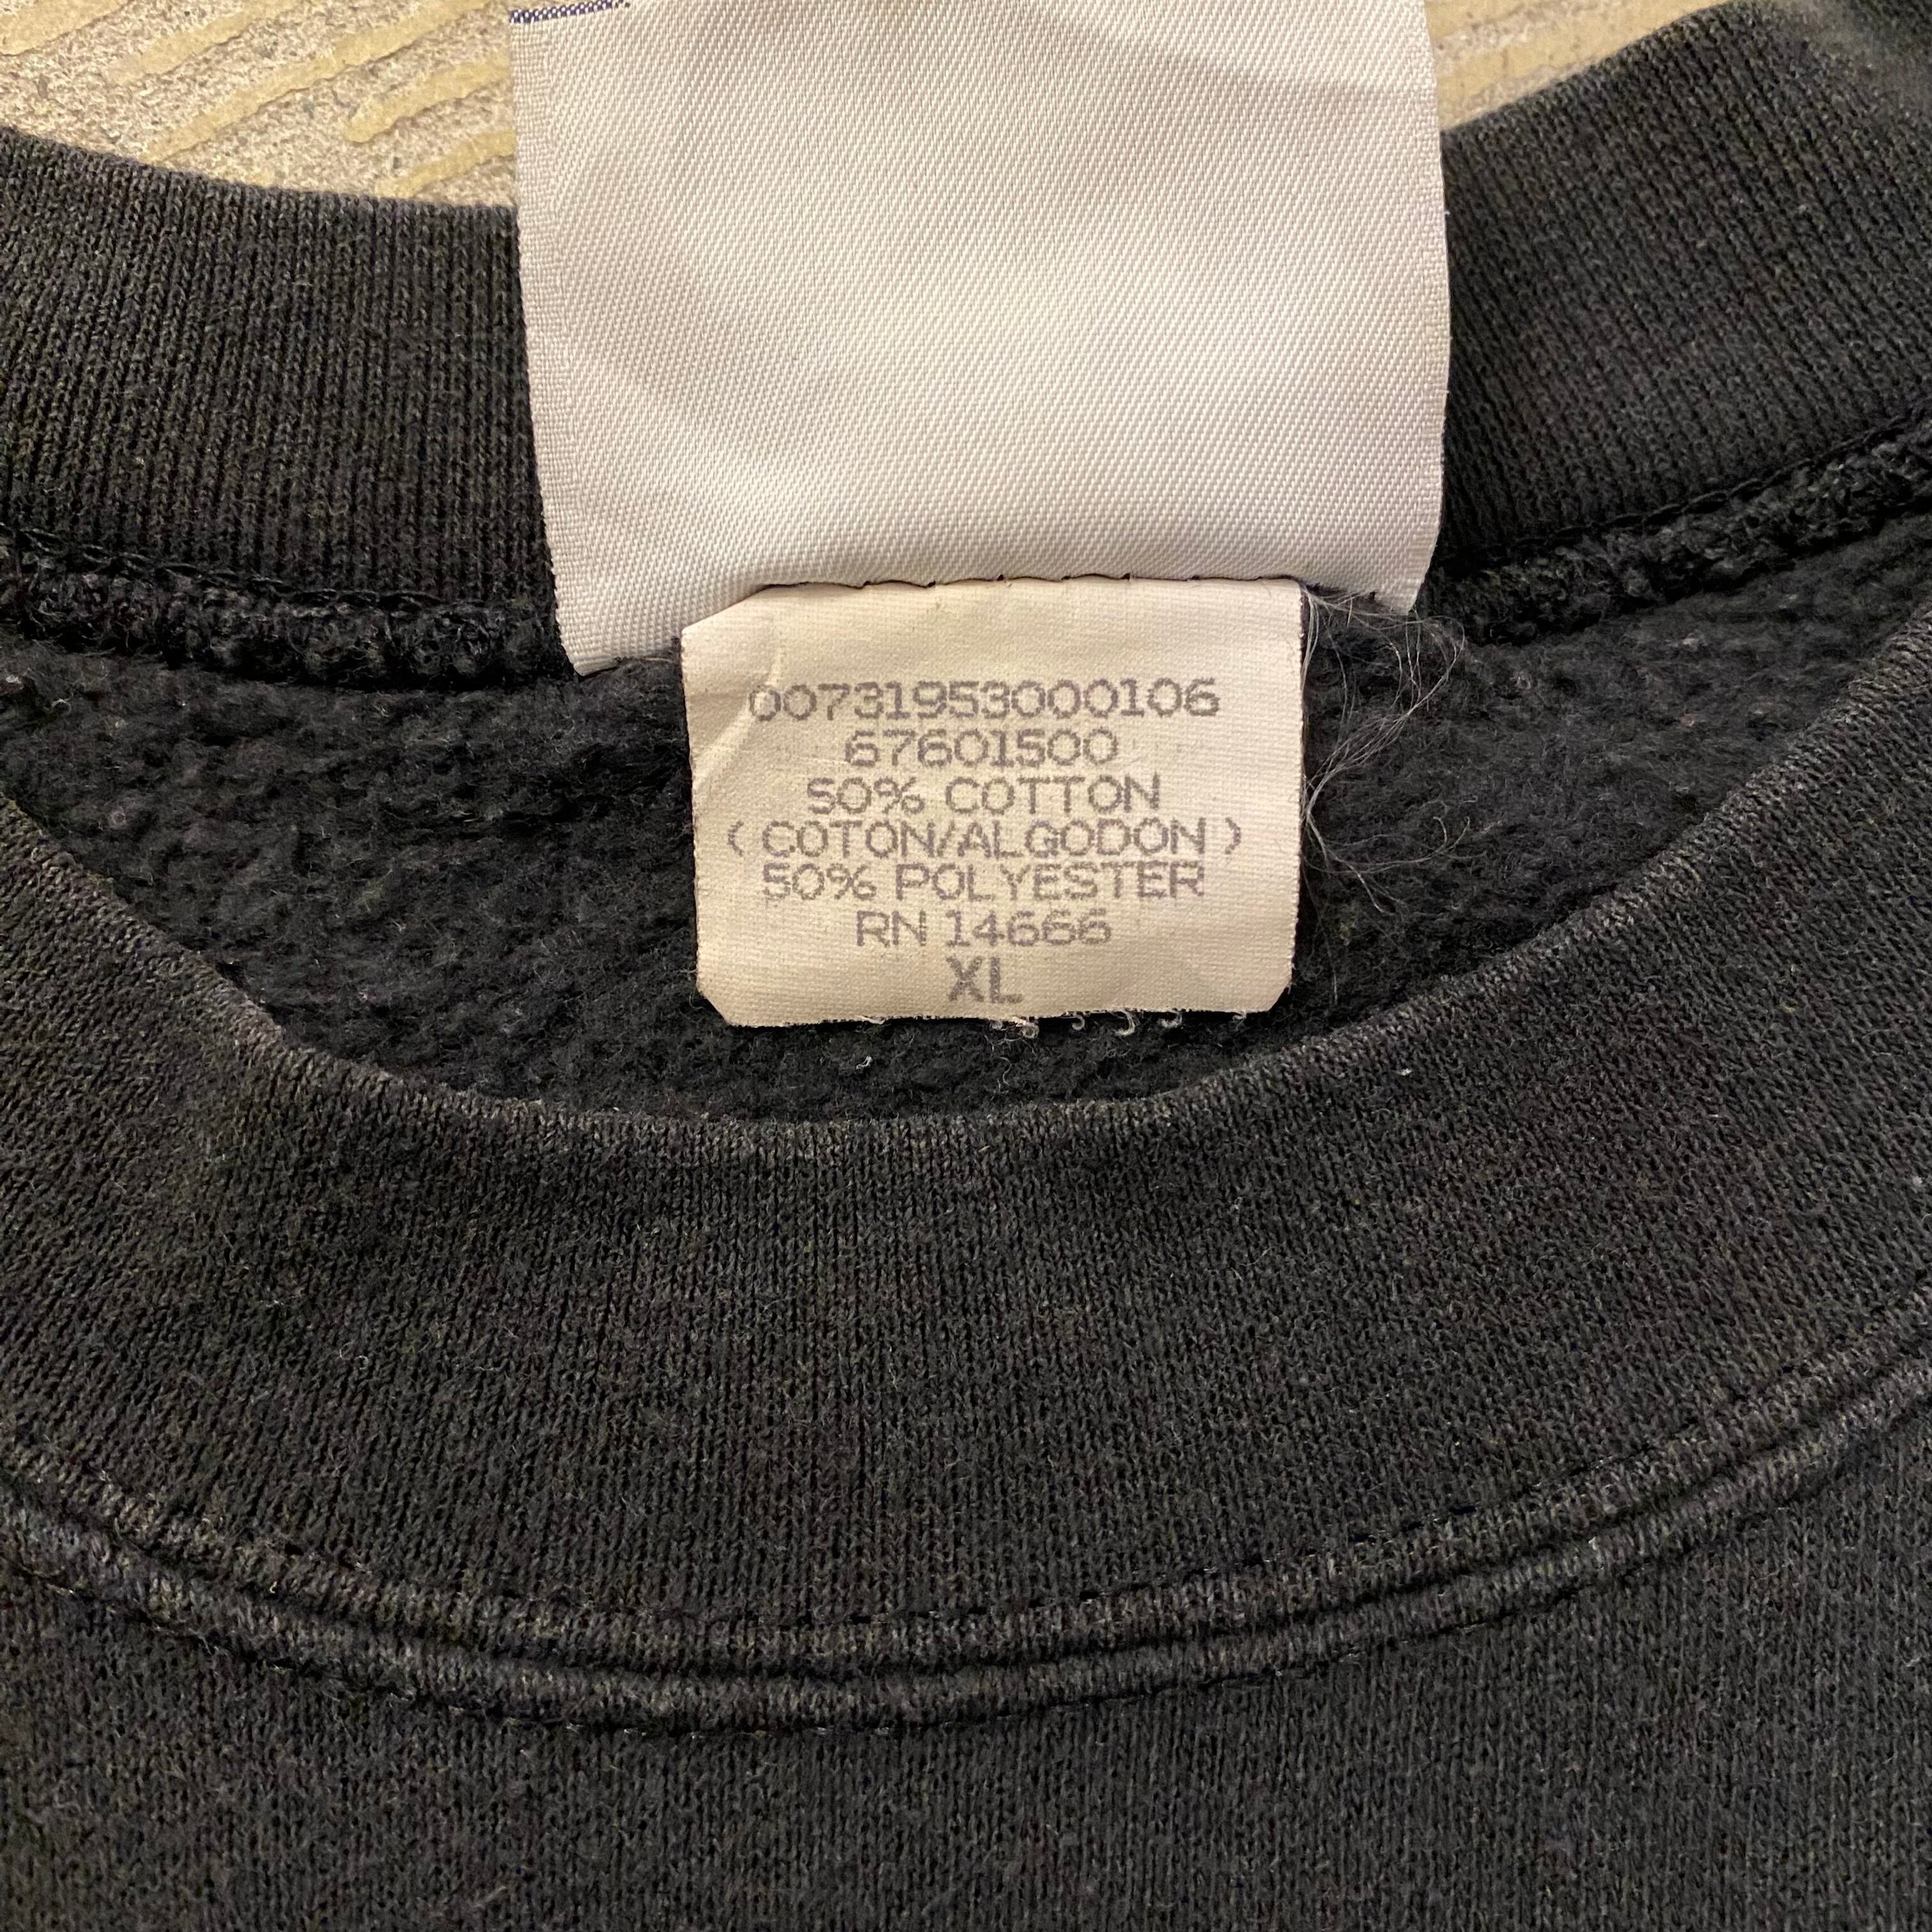 00731953000106
67601500
50% COTTON
( COTON/ALGODON )
50% POLYESTER
RN 14666
XL